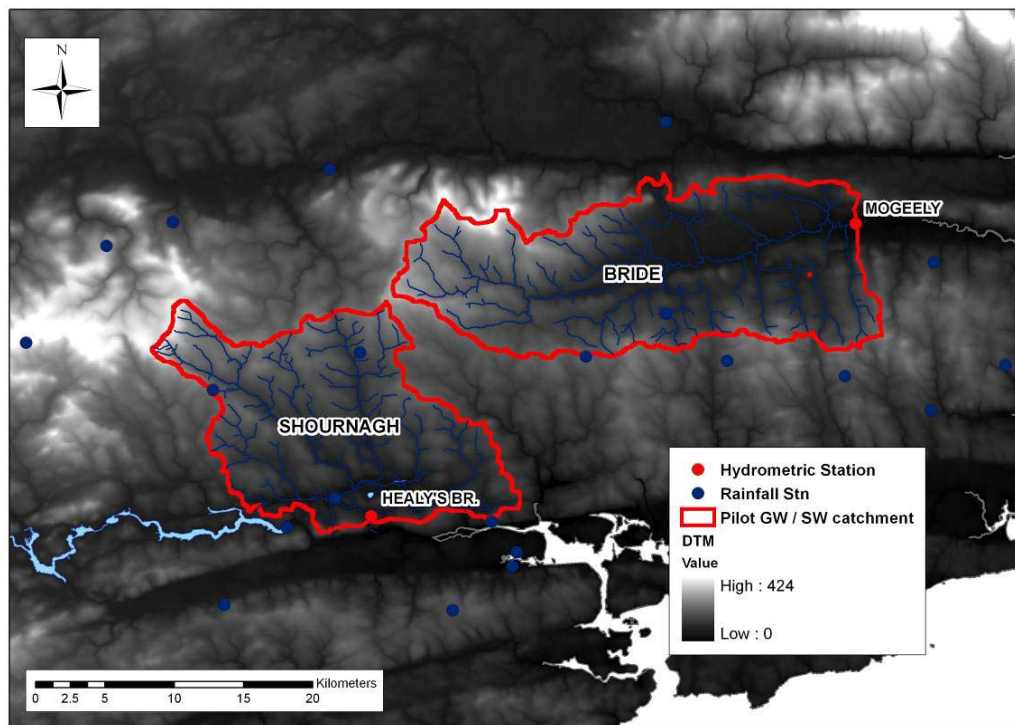 N
MOGEELY
BRIDE
SHOURNAGH
HEALY'S BR.
Hydrometric Station
Rainfall Stn
Pilot GW / SW catchment
DTM
Value
High : 424
Low : 0
Kilometers
0 2.5 5 10 15 20